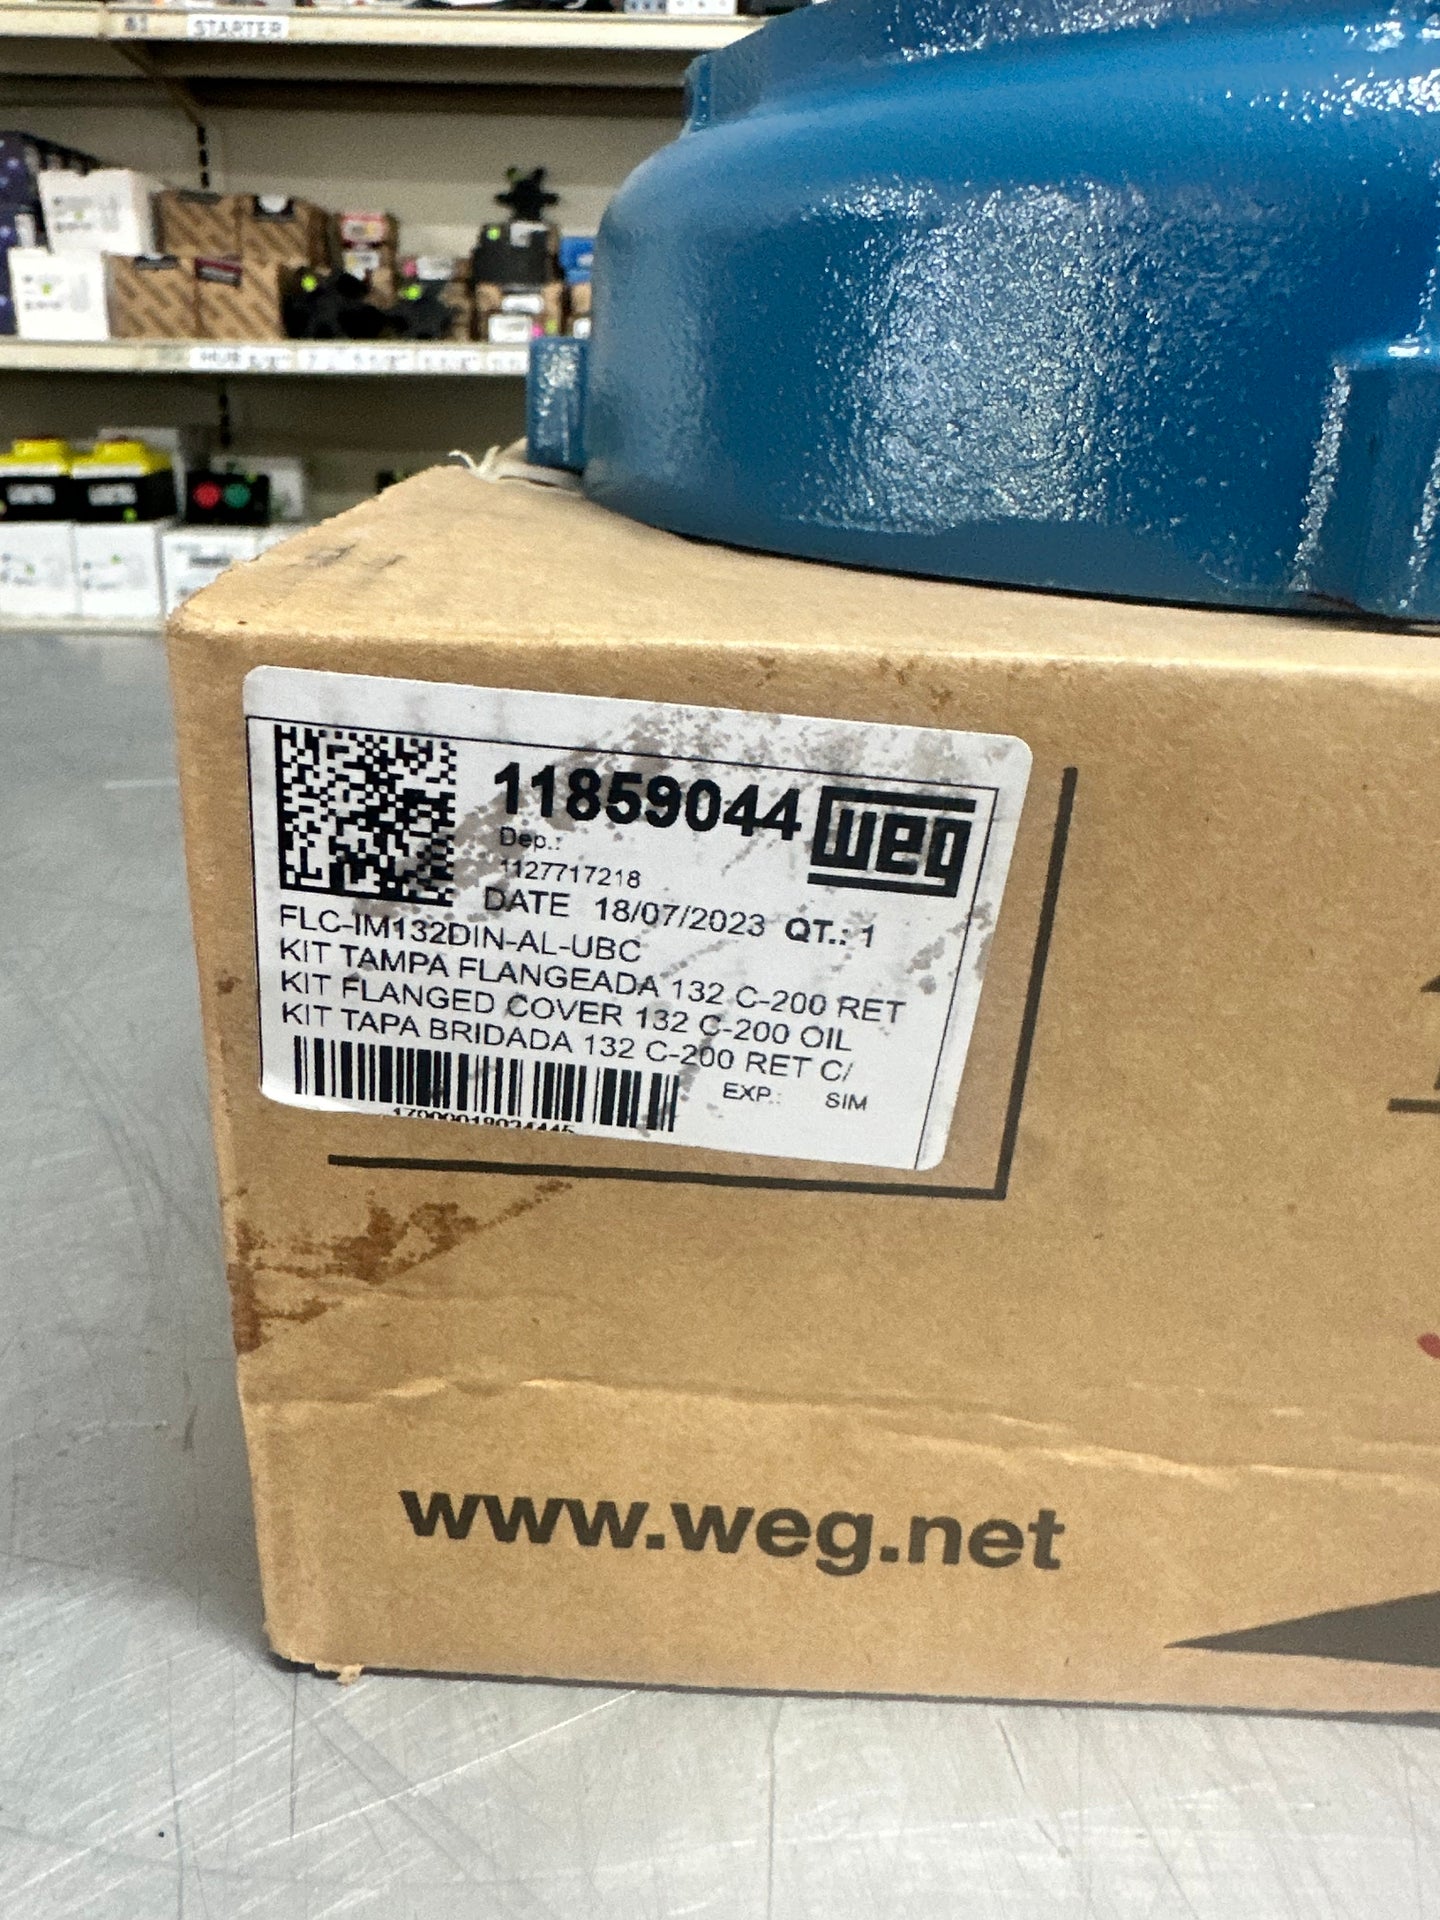 STARTER
11859044
weg
Dep.:
1127717218
DATE 18/07/2023 QT.: 1
FLC-IM132DIN-AL-UBC
KIT TAMPA FLANGEADA 132 C-200 RET
KIT FLANGED COVER 132 C-200 OIL
KIT TAPA BRIDADA 132 C-200 RET C/
EXP.: SIM
www.weg.net